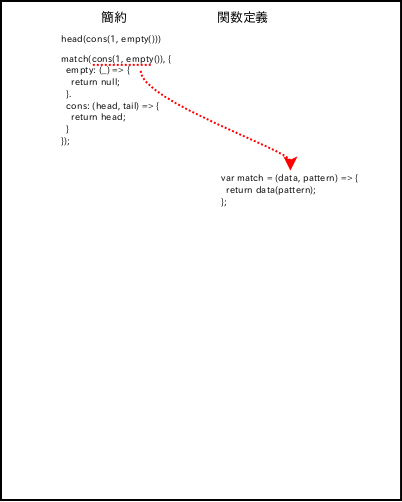 簡約
関数定義
head(cons(1, empty()))
match(cons(1, empty()), {
empty: (_) => {
return null;
}.
cons: (head, tail) => {
return head;
}
});
var match = (data, pattern) => {
return data(pattern);
};